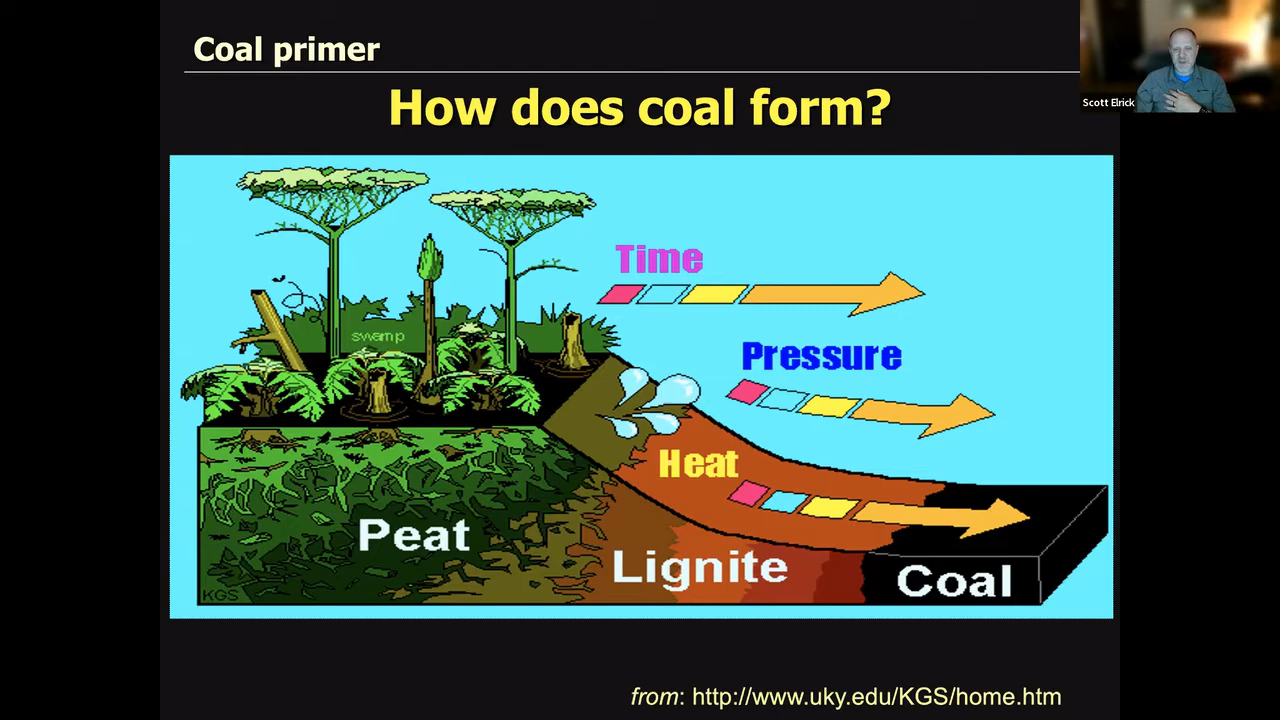 Coal primer
How does coal form?
Scott Elrick
Time
swamp
Pressure
Heat
Peat
Lignite
Coal
KGS
from: http://www.uky.edu/KGS/home.htm